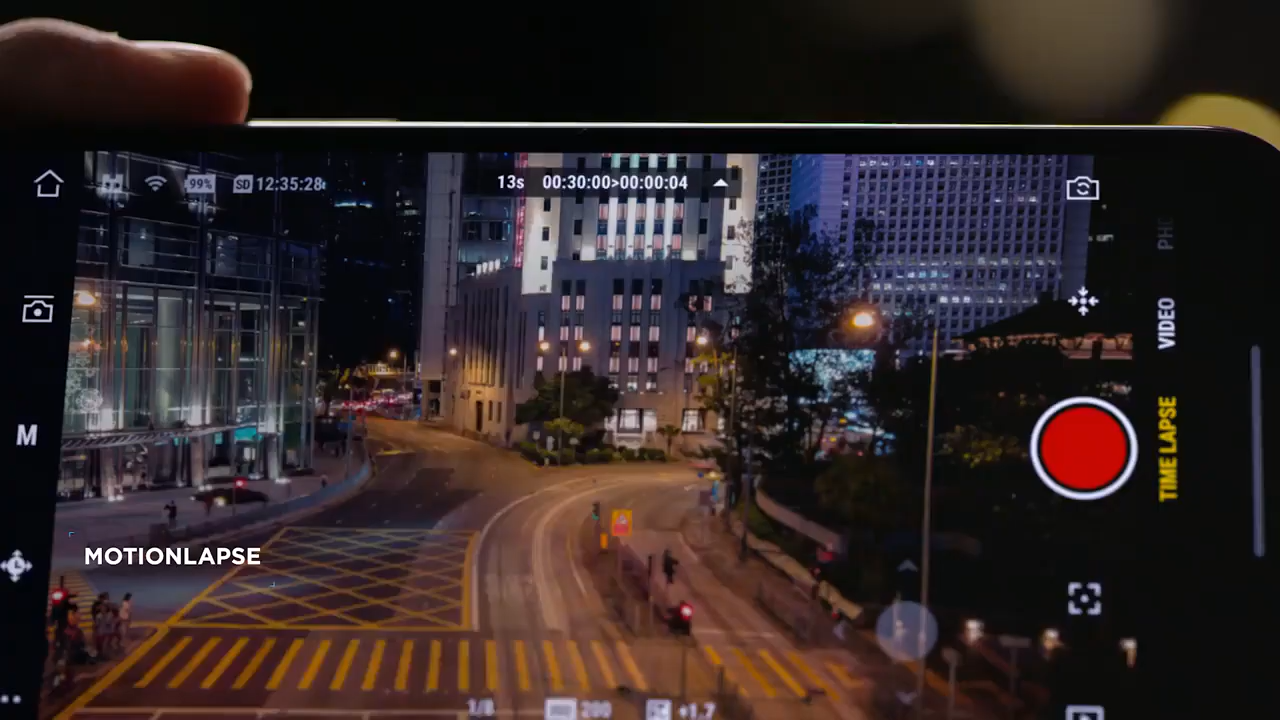 99% SD 12:35:28
13s 00:30:00>00:00:04
VIDEO
TIME LAPSE
M
MOTIONLAPSE
1/8 200 +1.7